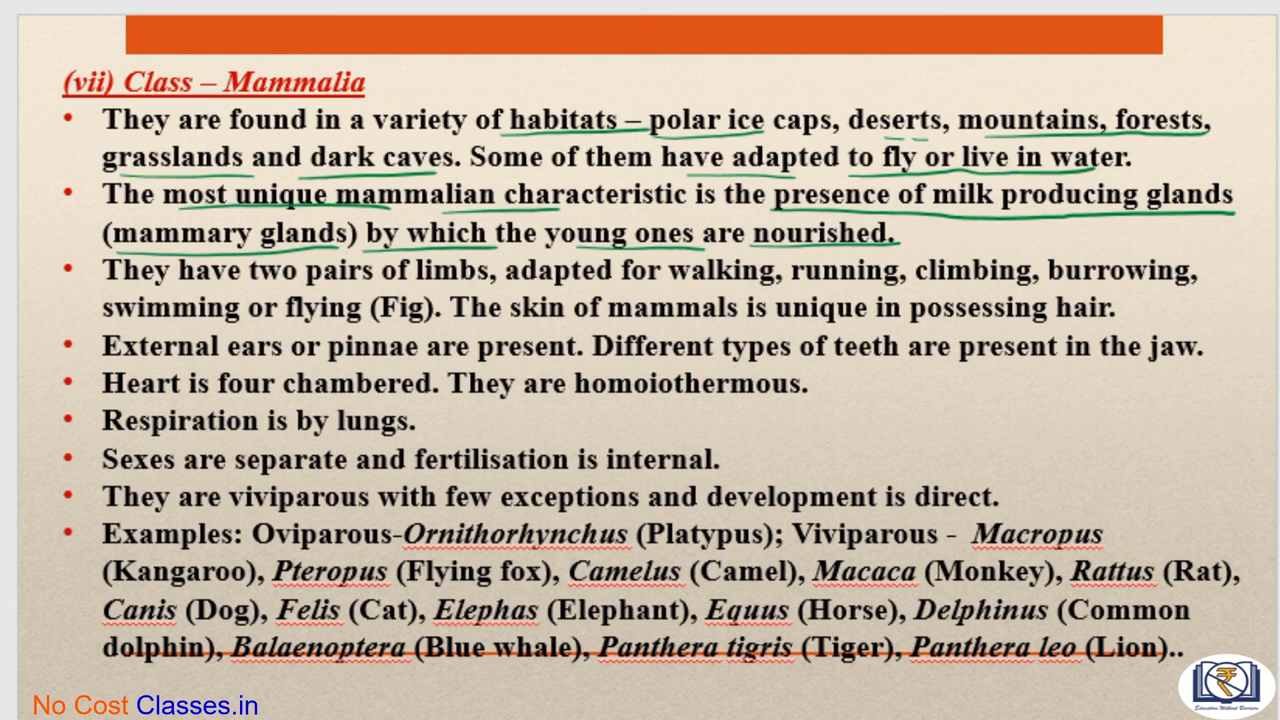 (vii) Class – Mammalia
• They are found in a variety of habitats – polar ice caps, deserts, mountains, forests,
grasslands and dark caves. Some of them have adapted to fly or live in water.
• The most unique mammalian characteristic is the presence of milk producing glands
(mammary glands) by which the young ones are nourished.
• They have two pairs of limbs, adapted for walking, running, climbing, burrowing,
swimming or flying (Fig). The skin of mammals is unique in possessing hair.
• External ears or pinnae are present. Different types of teeth are present in the jaw.
• Heart is four chambered. They are homoiothermous.
• Respiration is by lungs.
• Sexes are separate and fertilisation is internal.
• They are viviparous with few exceptions and development is direct.
• Examples: Oviparous-Ornithorhynchus (Platypus); Viviparous - Macropus
(Kangaroo), Pteropus (Flying fox), Camelus (Camel), Macaca (Monkey), Rattus (Rat),
Canis (Dog), Felis (Cat), Elephas (Elephant), Equus (Horse), Delphinus (Common
dolphin), Balaenoptera (Blue whale), Panthera tigris (Tiger), Panthera leo (Lion)..
No Cost Classes.in
₹
Education Without Barriers